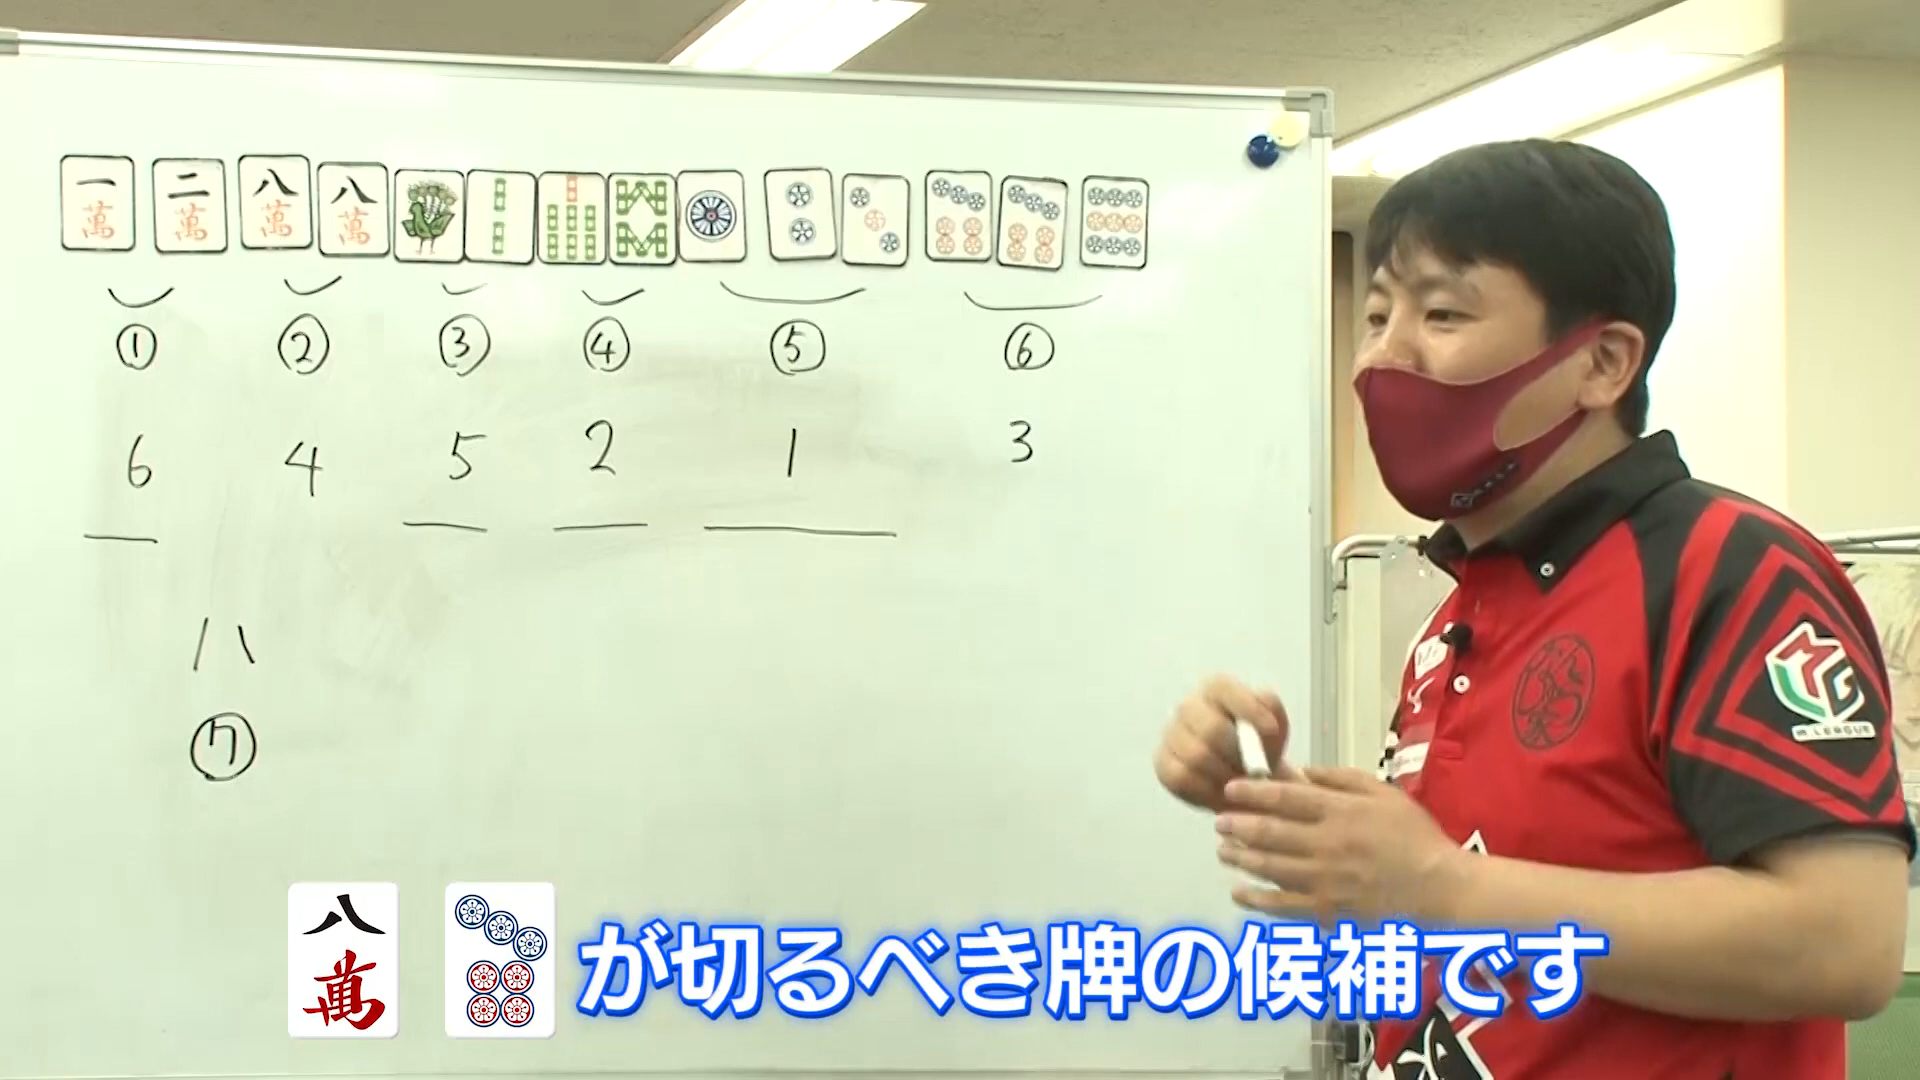 一萬 二萬 八萬 八萬
① ② ③ ④ ⑤ ⑥
6 4 5 2 1 3
八
⑦
M.LEAGUE
八萬 が切るべき牌の候補です